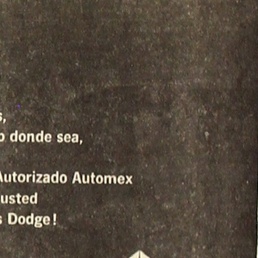 s,
o donde sea,
Autorizado Automex
usted
s Dodge!